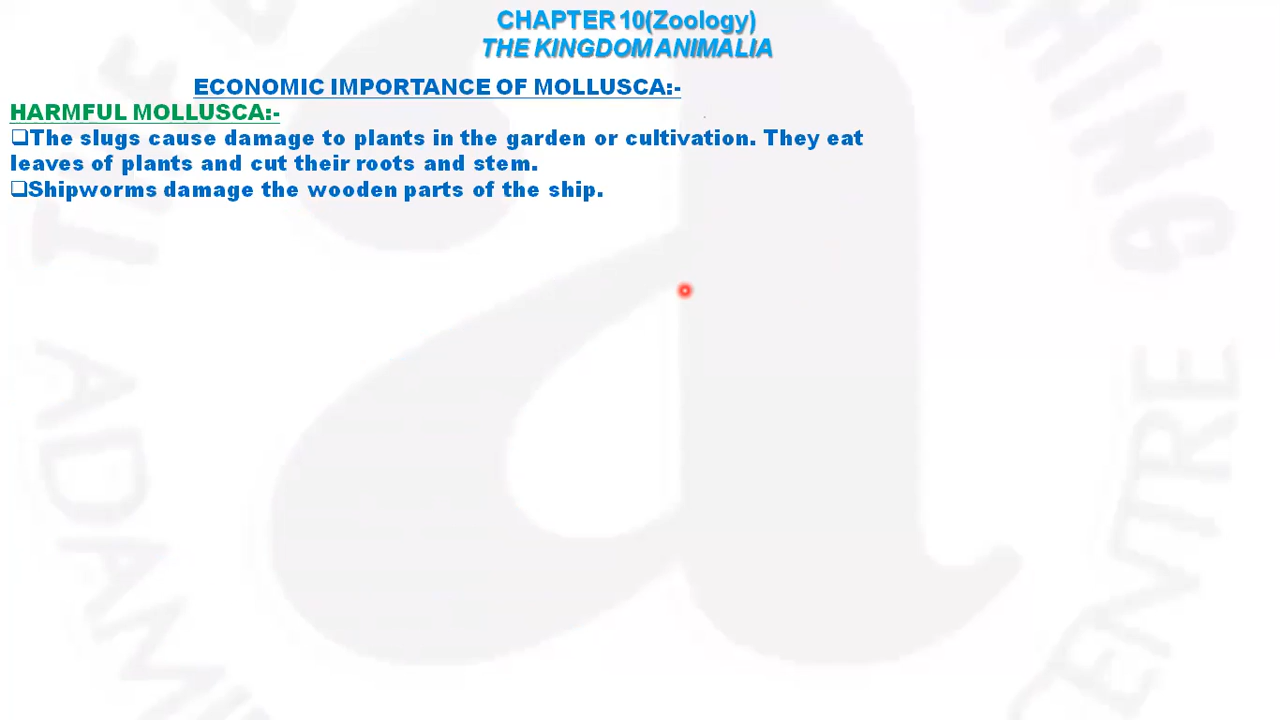 CHAPTER 10(Zoology)
THE KINGDOM ANIMALIA
ECONOMIC IMPORTANCE OF MOLLUSCA:-
HARMFUL MOLLUSCA:-
❑The slugs cause damage to plants in the garden or cultivation. They eat
leaves of plants and cut their roots and stem.
❑Shipworms damage the wooden parts of the ship.